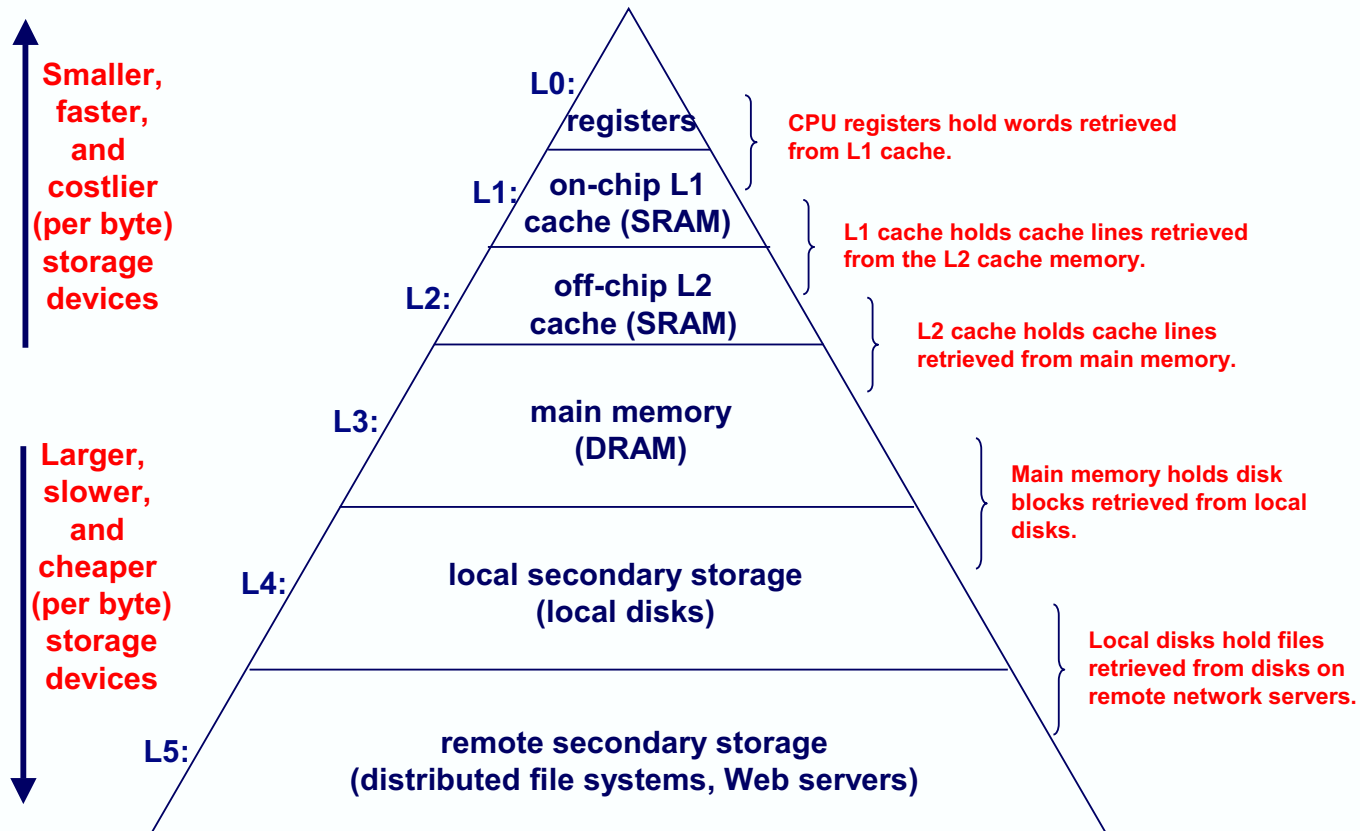 Smaller,
faster,
and
costlier
(per byte)
storage
devices
Larger,
slower,
and
cheaper
(per byte)
storage
devices
L0:
registers
CPU registers hold words retrieved
from L1 cache.
L1:
on-chip L1
cache (SRAM)
L1 cache holds cache lines retrieved
from the L2 cache memory.
L2:
off-chip L2
cache (SRAM)
L2 cache holds cache lines
retrieved from main memory.
L3:
main memory
(DRAM)
Main memory holds disk
blocks retrieved from local
disks.
L4:
local secondary storage
(local disks)
Local disks hold files
retrieved from disks on
remote network servers.
L5:
remote secondary storage
(distributed file systems, Web servers)